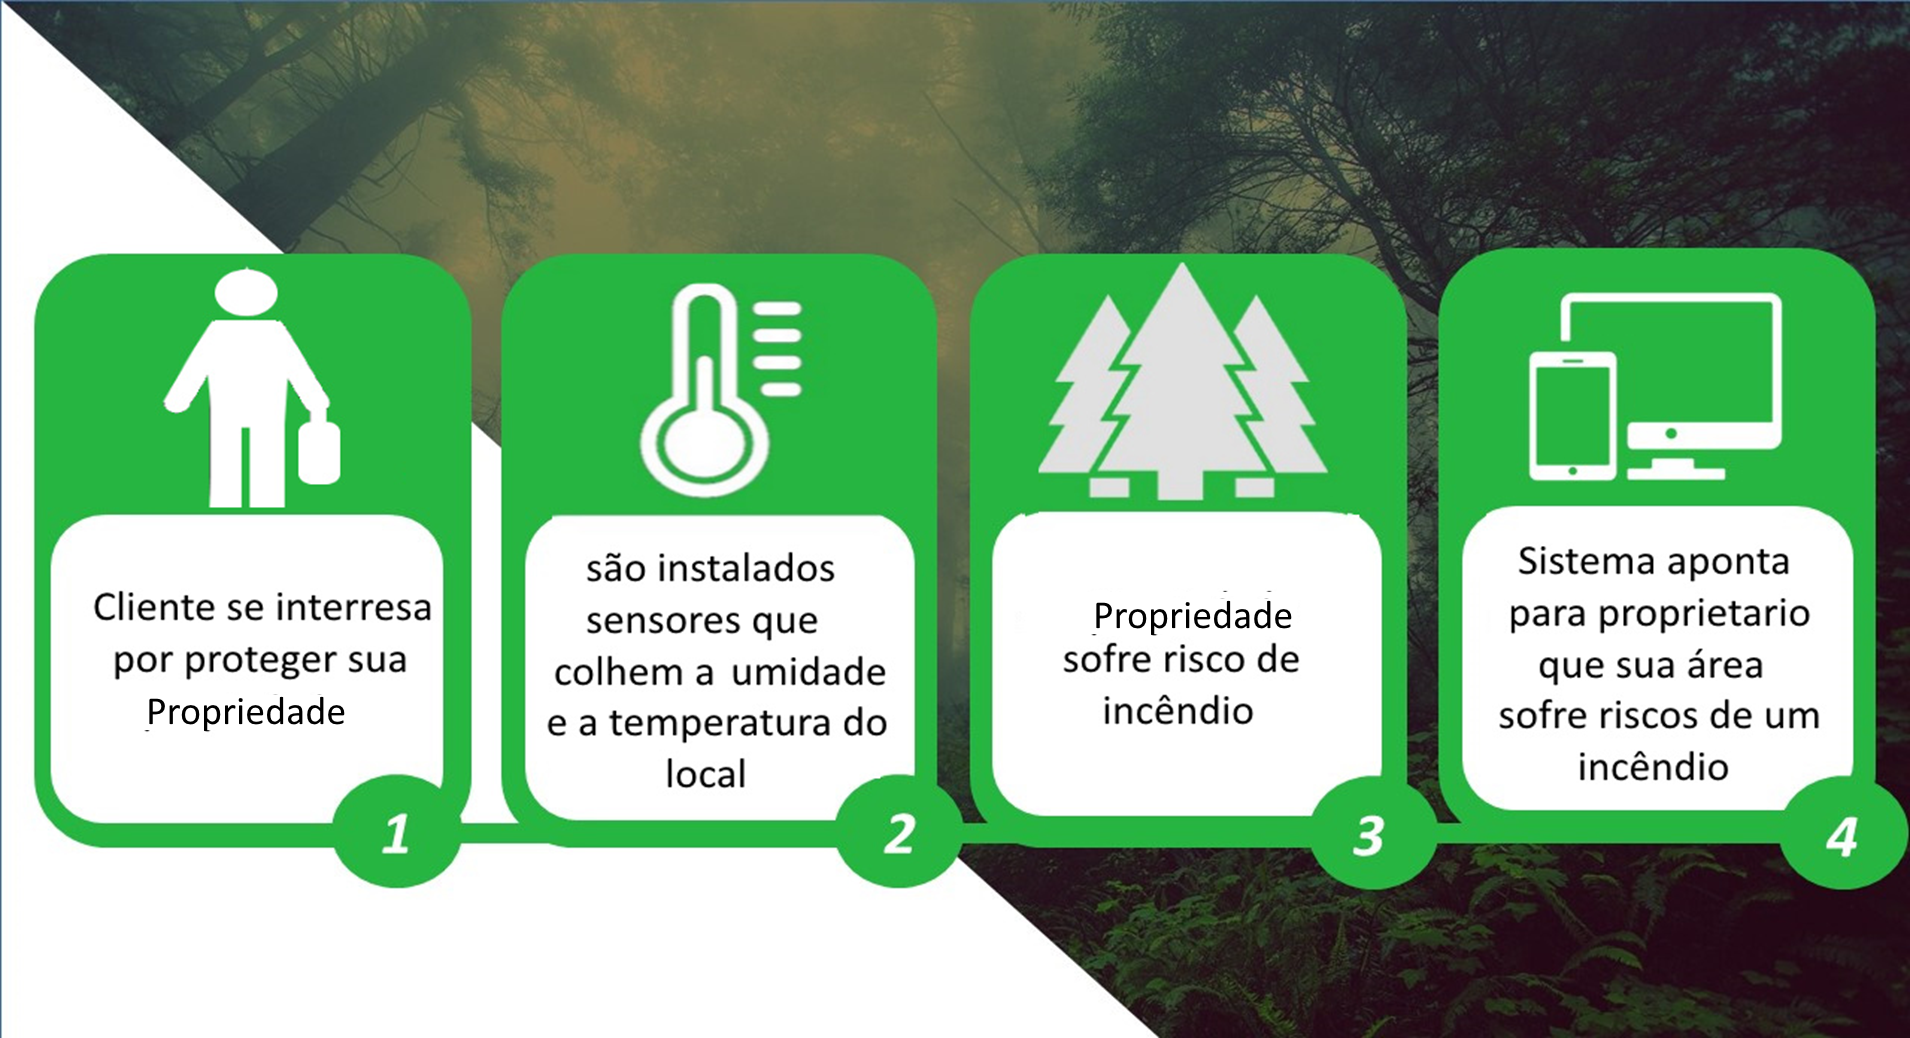 Cliente se interresa
por proteger sua
Propriedade
1
são instalados
sensores que
colhem a umidade
e a temperatura do
local
2
Propriedade
sofre risco de
incêndio
3
Sistema aponta
para proprietario
que sua área
sofre riscos de um
incêndio
4